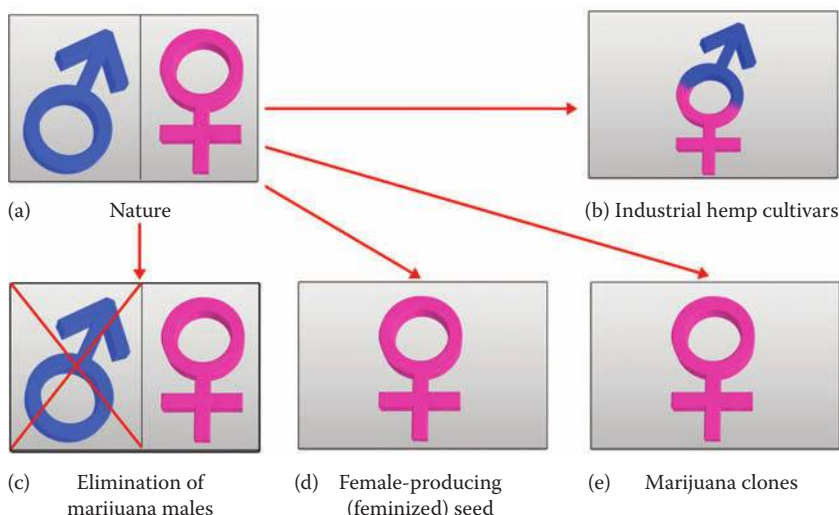 (a) Nature
(b) Industrial hemp cultivars
(c) Elimination of
marijuana males
(d) Female-producing
(feminized) seed
(e) Marijuana clones